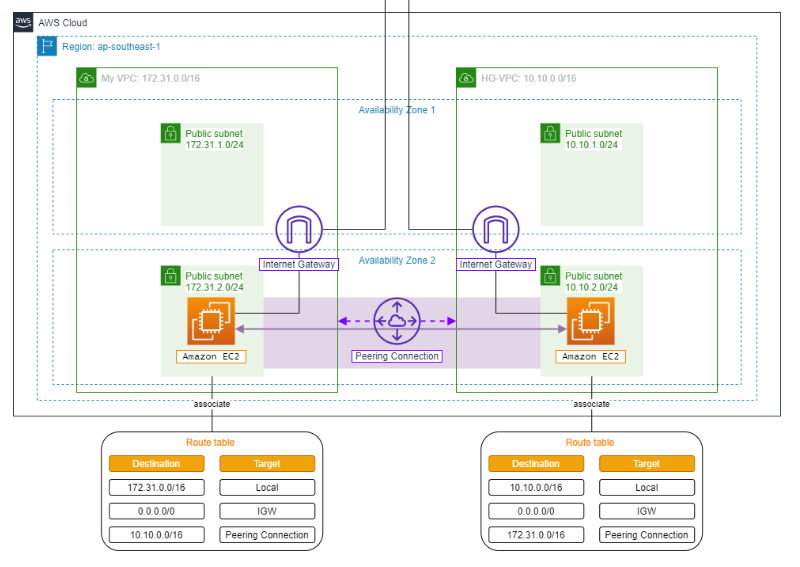 aws
AWS Cloud
Region: ap-southeast-1
My VPC: 172.31.0.0/16
HG-VPC: 10.10.0.0/16
Availability Zone 1
Public subnet
172.31.1.0/24
Public subnet
10.10.1.0/24
Internet Gateway
Internet Gateway
Availability Zone 2
Public subnet
172.31.2.0/24
Public subnet
10.10.2.0/24
Amazon EC2
Peering Connection
Amazon EC2
associate
associate
Route table
Destination
Target
172.31.0.0/16
Local
0.0.0.0/0
IGW
10.10.0.0/16
Peering Connection
Route table
Destination
Target
10.10.0.0/16
Local
0.0.0.0/0
IGW
172.31.0.0/16
Peering Connection